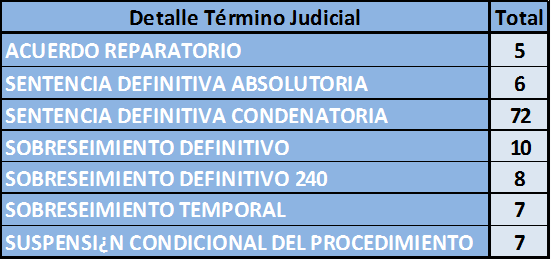 Detalle Término Judicial Total
ACUERDO REPARATORIO 5
SENTENCIA DEFINITIVA ABSOLUTORIA 6
SENTENCIA DEFINITIVA CONDENATORIA 72
SOBRESEIMIENTO DEFINITIVO 10
SOBRESEIMIENTO DEFINITIVO 240 8
SOBRESEIMIENTO TEMPORAL 7
SUSPENSI¿N CONDICIONAL DEL PROCEDIMIENTO 7